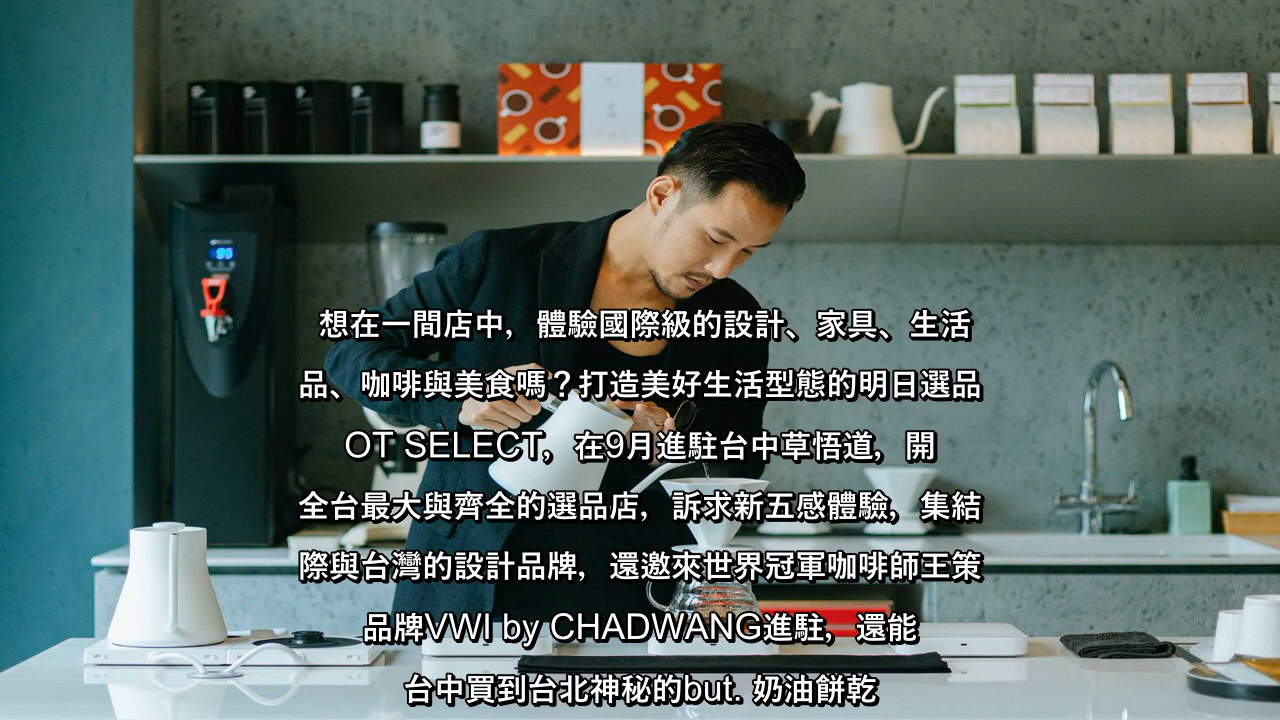 想在一間店中，體驗國際級的設計、家具、生活
品、咖啡與美食嗎？打造美好生活型態的明日選品
OT SELECT，在9月進駐台中草悟道，開
全台最大與齊全的選品店，訴求新五感體驗，集結
際與台灣的設計品牌，還邀來世界冠軍咖啡師王策
品牌VWI by CHADWANG進駐，還能
台中買到台北神秘的but. 奶油餅乾